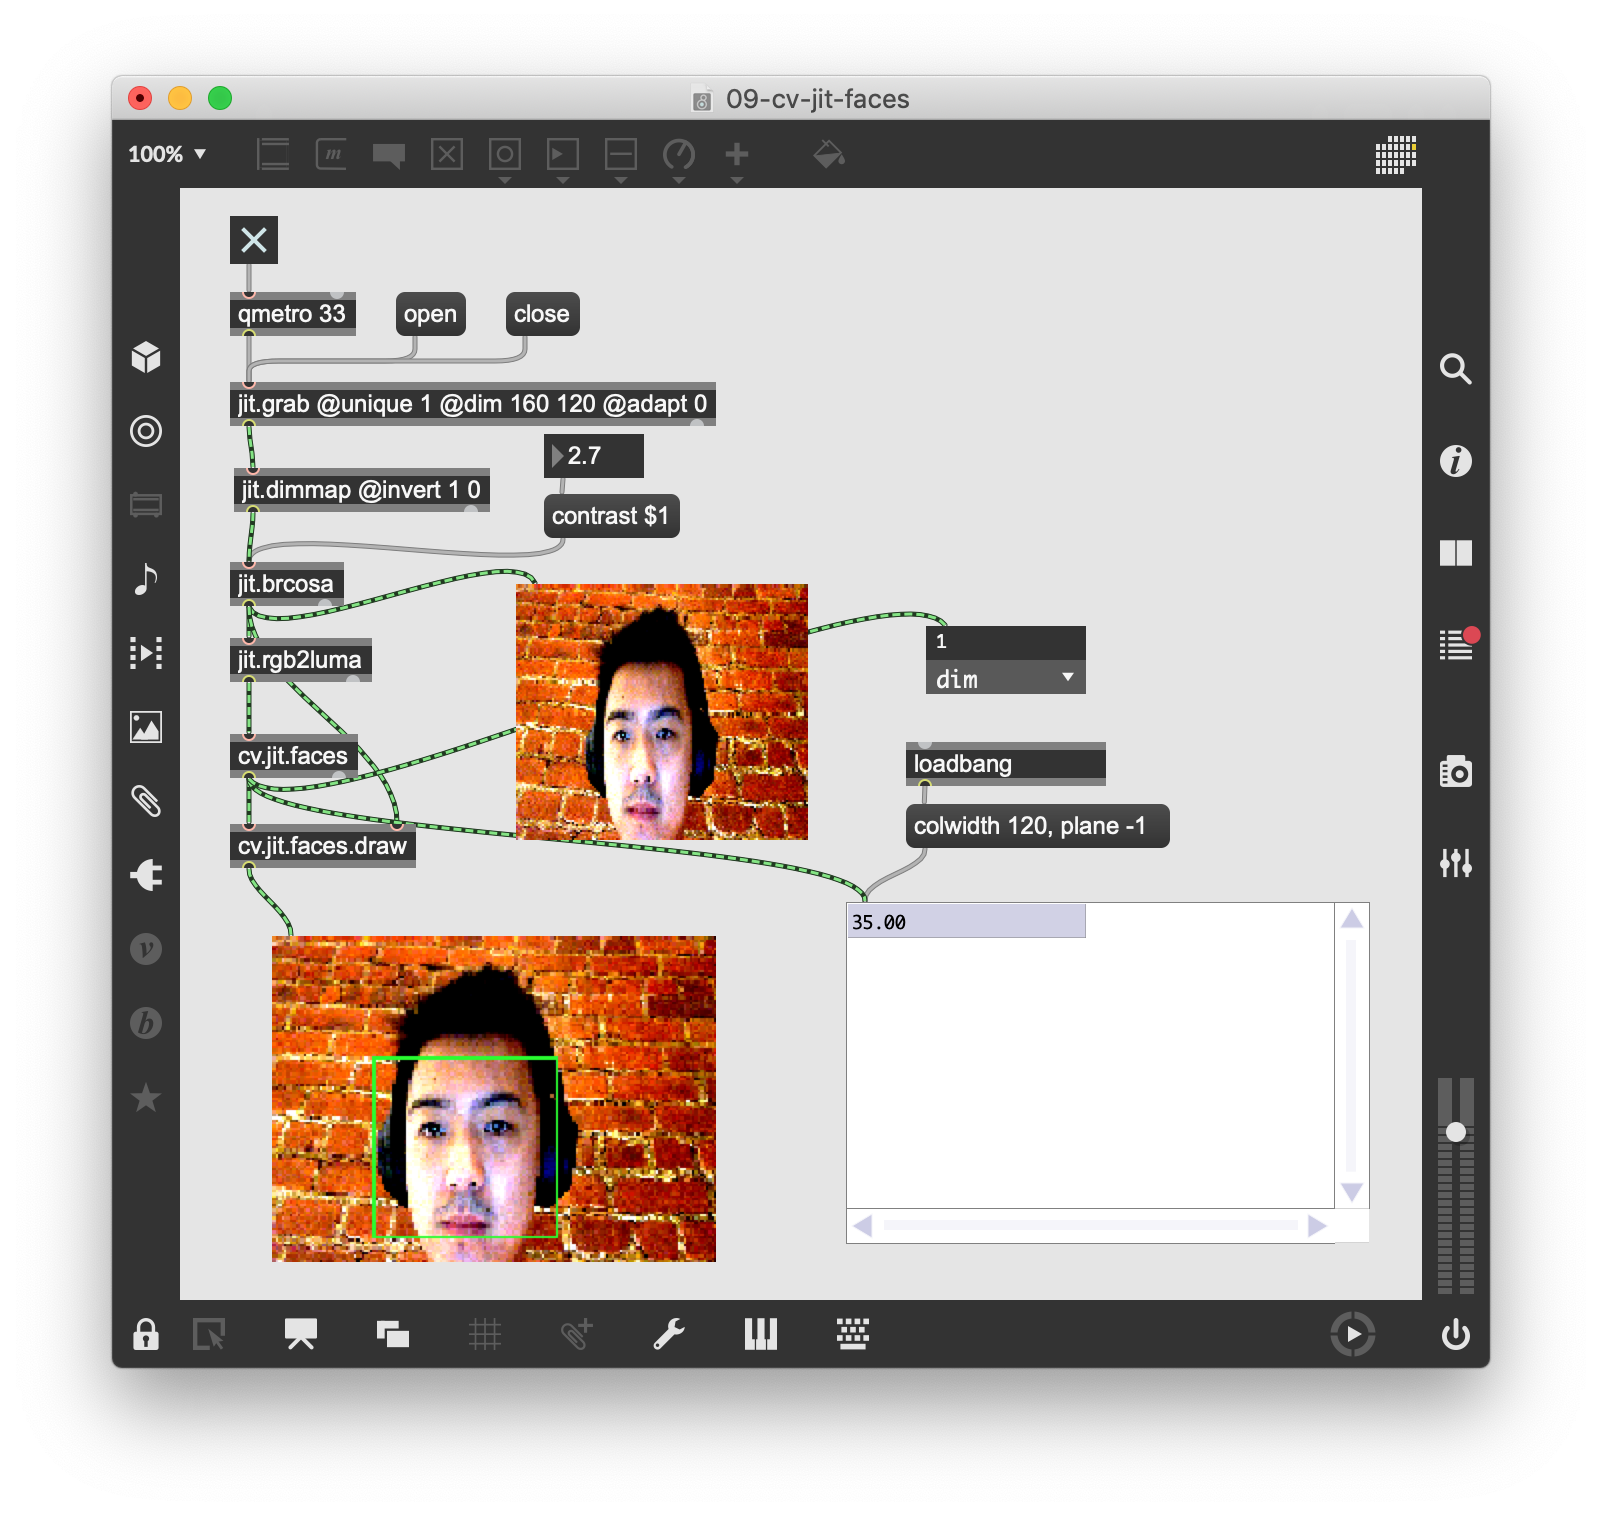 09-cv-jit-faces
100%
m
qmetro 33
open
close
jit.grab @unique 1 @dim 160 120 @adapt 0
2.7
jit.dimmap @invert 1 0
contrast $1
jit.brcosa
1
jit.rgb2luma
dim
cv.jit.faces
loadbang
colwidth 120, plane -1
cv.jit.faces.draw
35.00
i
v
b